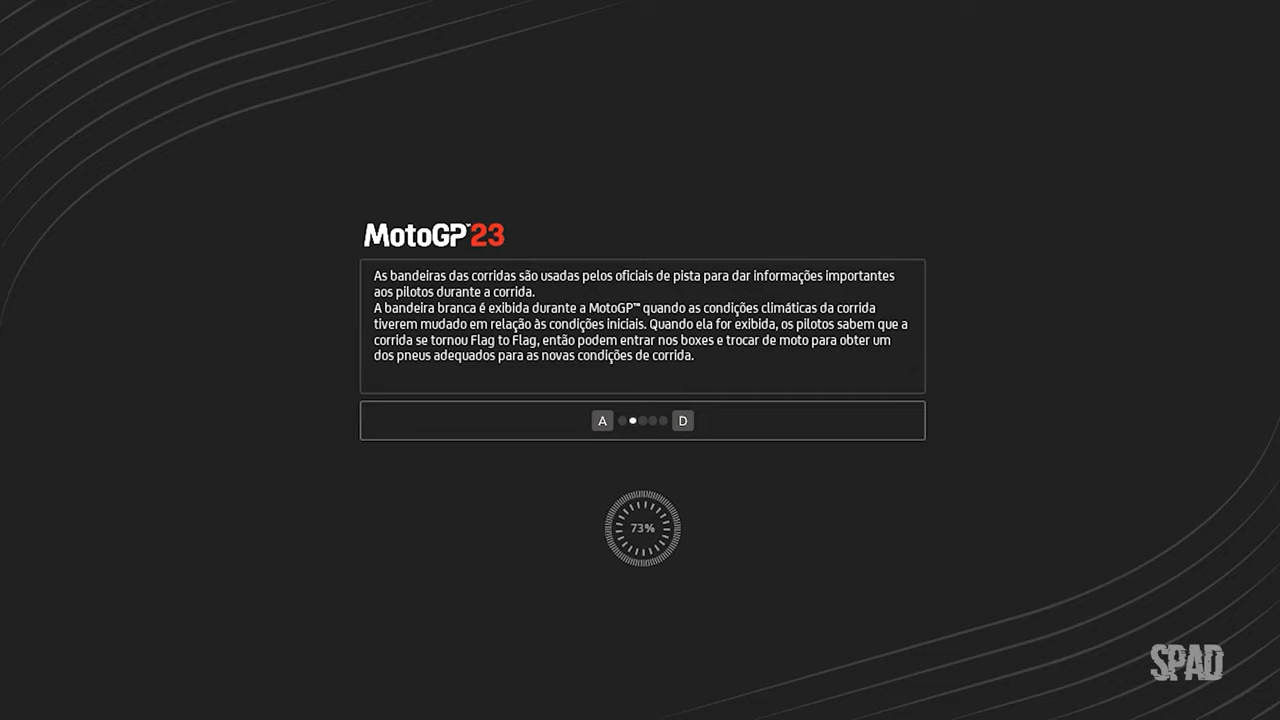 MotoGP™23
As bandeiras das corridas são usadas pelos oficiais de pista para dar informações importantes
aos pilotos durante a corrida.
A bandeira branca é exibida durante a MotoGP™ quando as condições climáticas da corrida
tiverem mudado em relação às condições iniciais. Quando ela for exibida, os pilotos sabem que a
corrida se tornou Flag to Flag, então podem entrar nos boxes e trocar de moto para obter um
dos pneus adequados para as novas condições de corrida.
A D
73%
SPAD